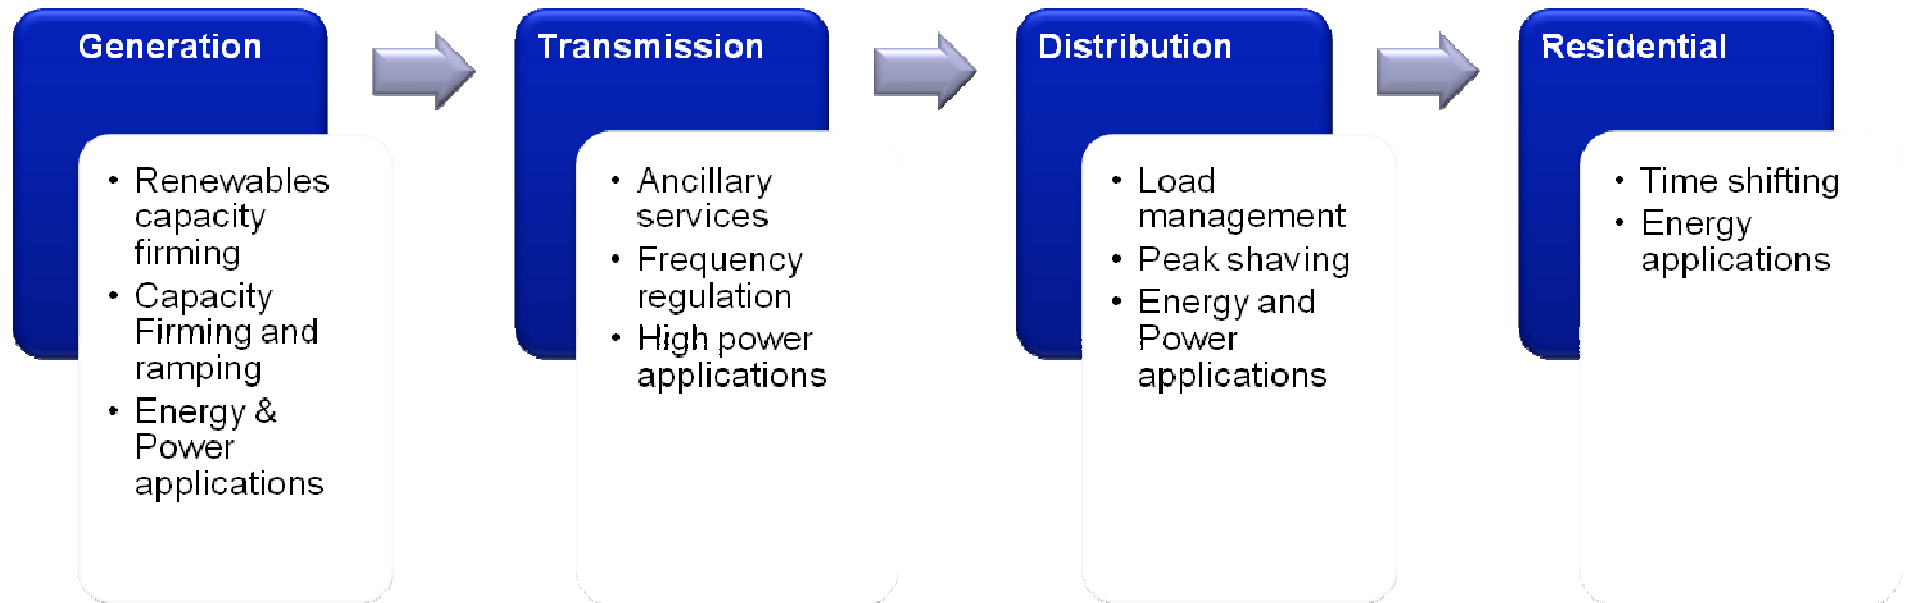 Generation
• Renewables
capacity
firming
• Capacity
Firming and
ramping
• Energy &
Power
applications
Transmission
• Ancillary
services
• Frequency
regulation
• High power
applications
Distribution
• Load
management
• Peak shaving
• Energy and
Power
applications
Residential
• Time shifting
• Energy
applications